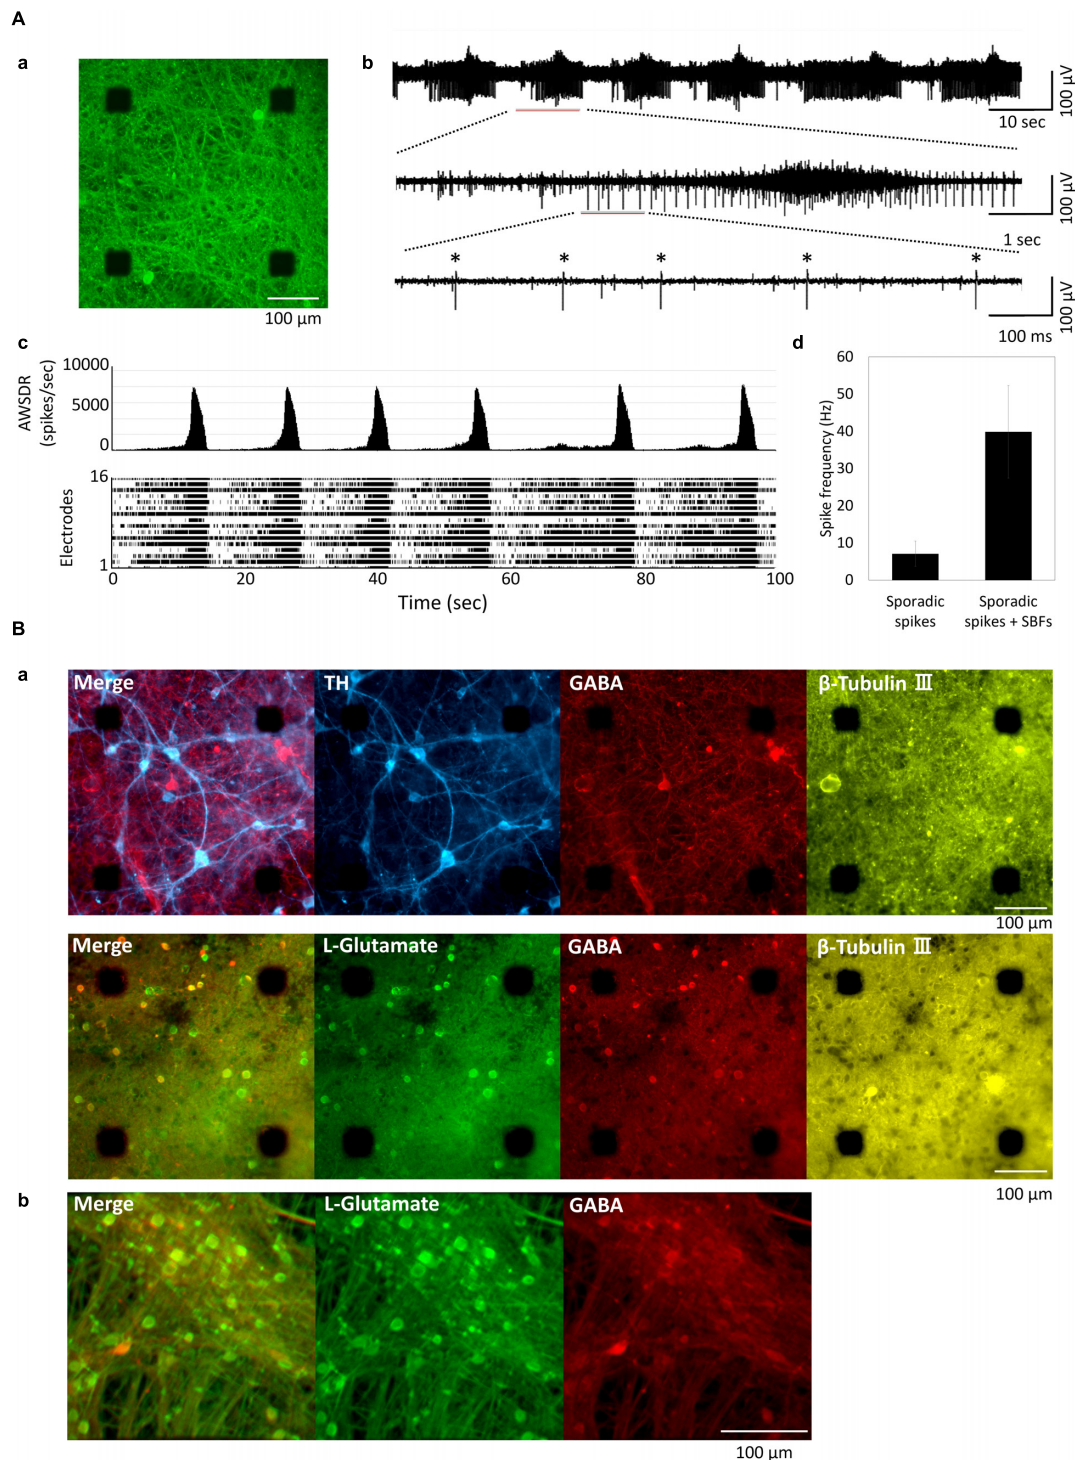 A
a
b
100 μm
100 μV
10 sec
100 μV
1 sec
* * * * *
100 μV
100 ms
c
10000
5000
0
AWSDR
(spikes/sec)
16
1
Electrodes
0 20 40 60 80 100
Time (sec)
d
60
50
40
30
20
10
0
Spike frequency (Hz)
Sporadic
spikes
Sporadic
spikes + SBFs
B
a
Merge TH GABA β-Tubulin Ⅲ
100 μm
Merge L-Glutamate GABA β-Tubulin Ⅲ
100 μm
b
Merge L-Glutamate GABA
100 μm